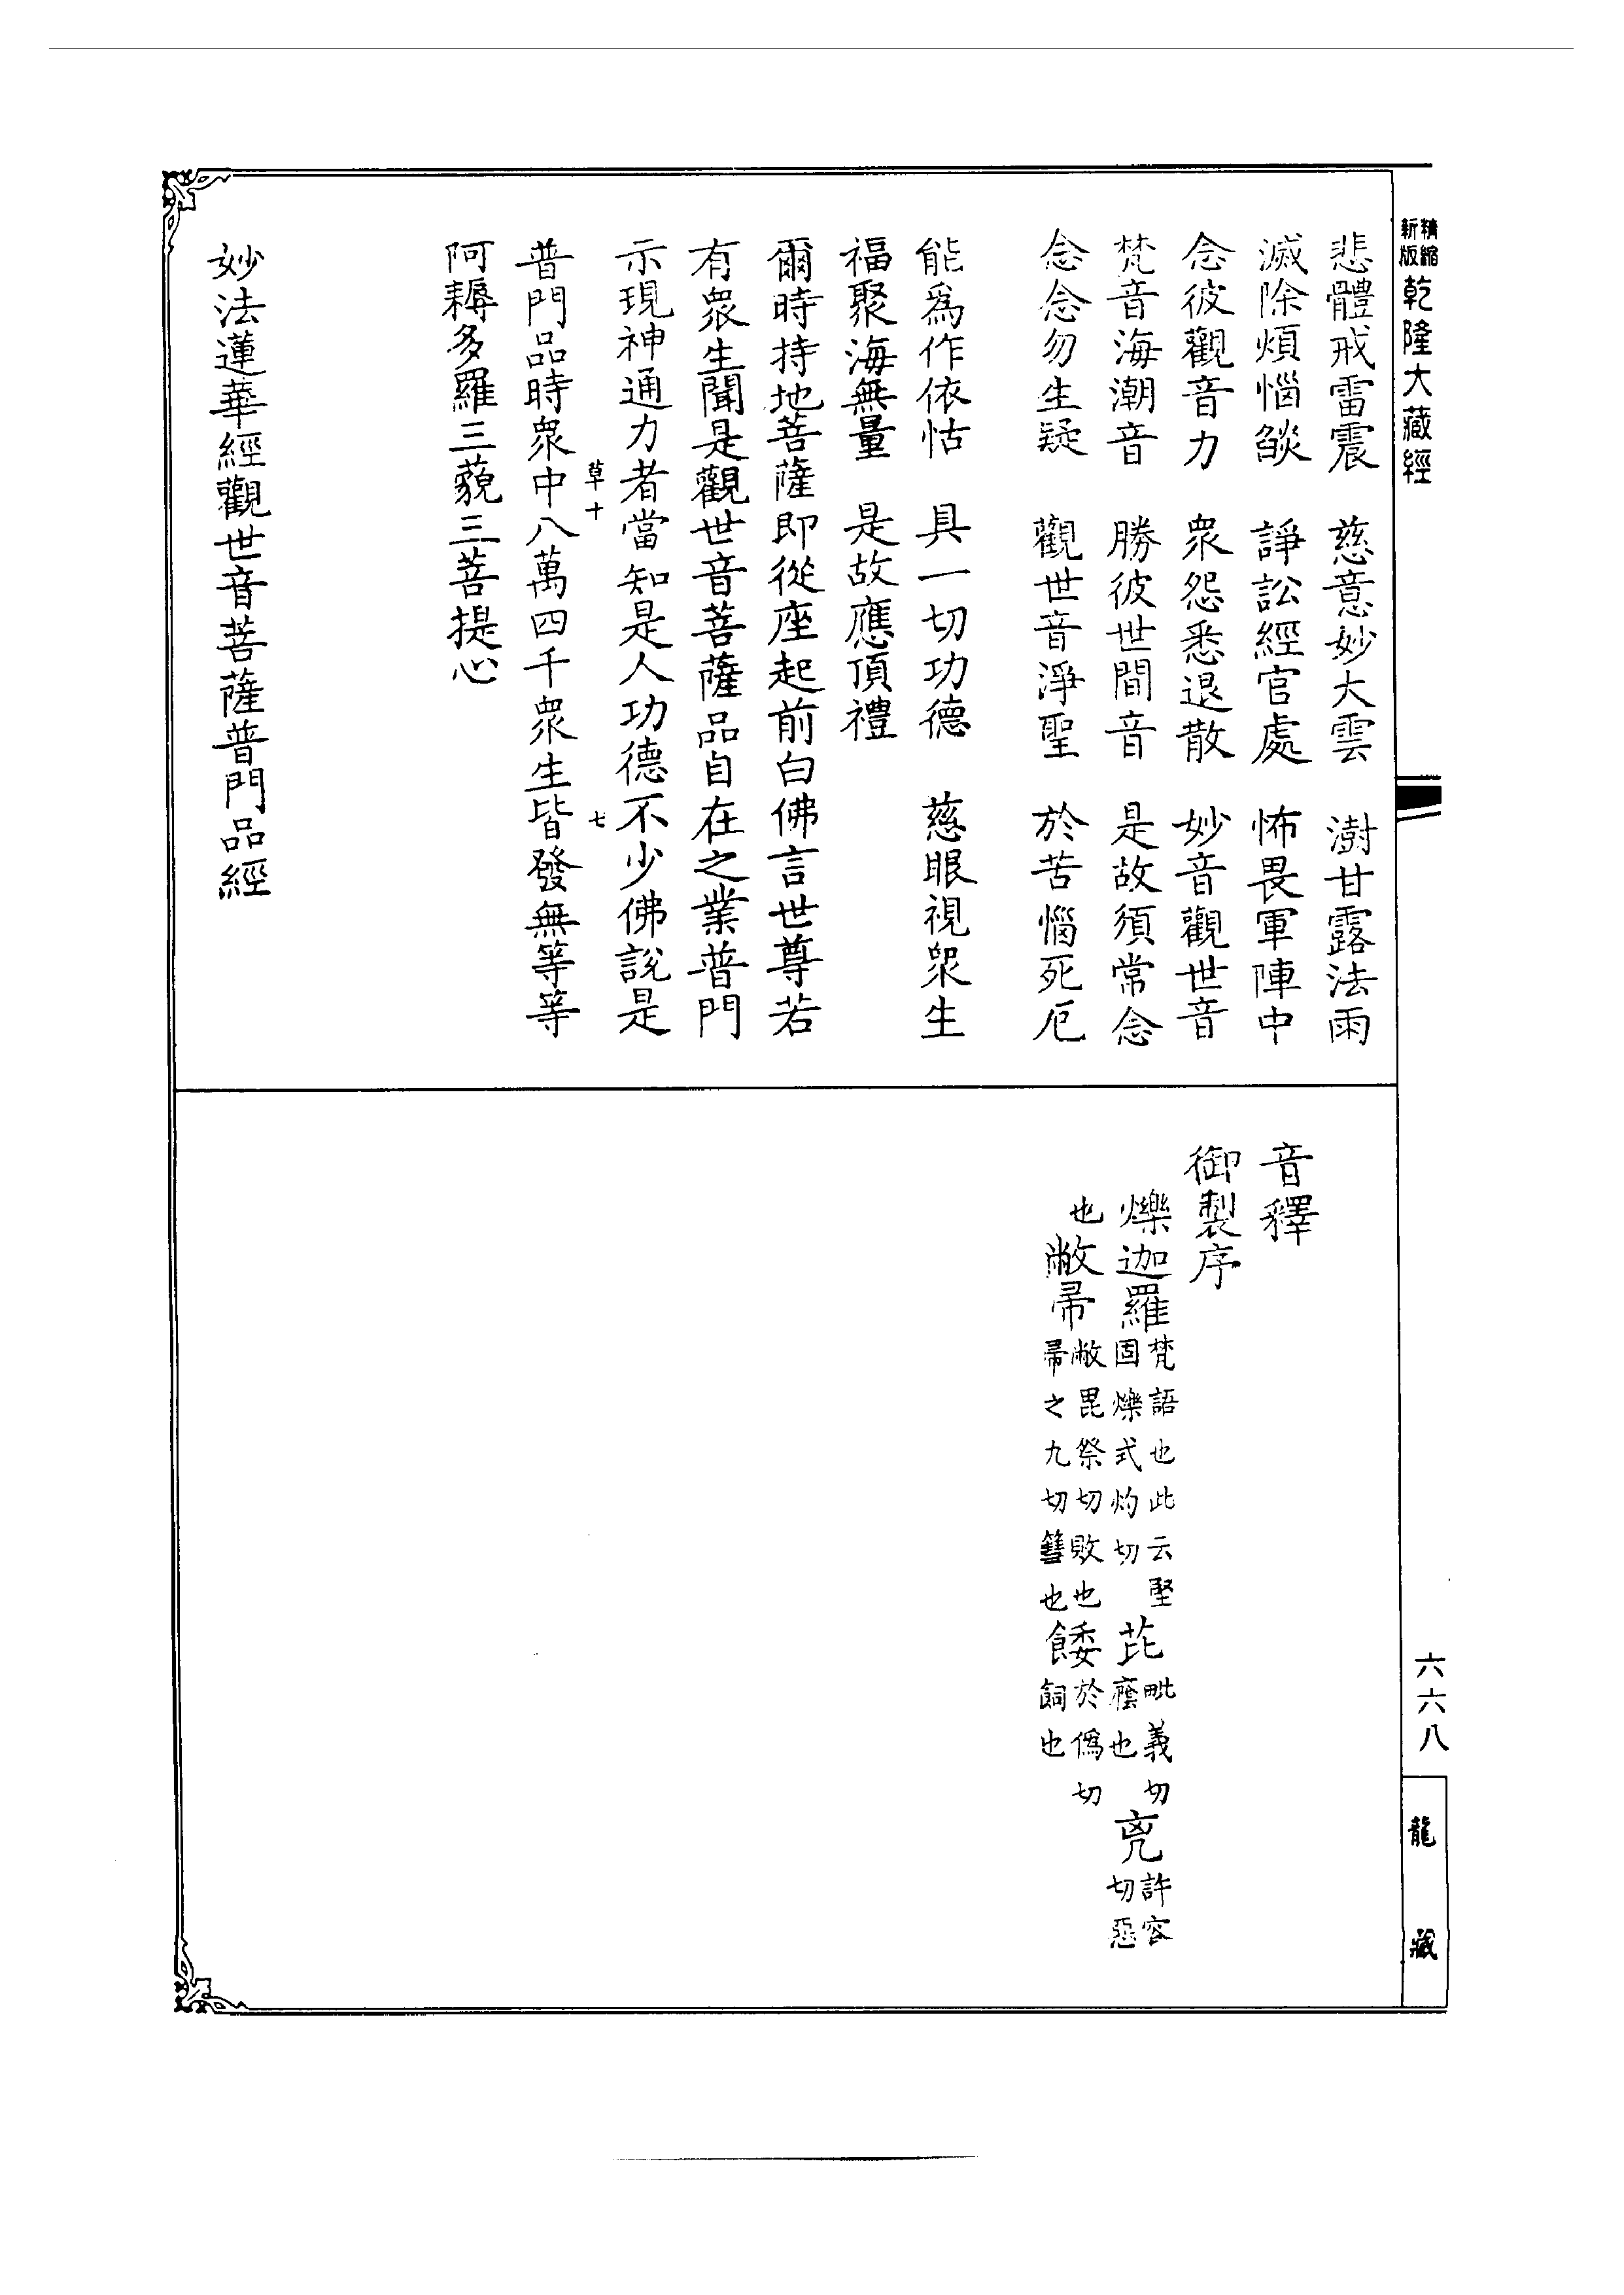 精縮新版 乾隆大藏經
六六八
龍藏
悲體戒雷震　慈意妙大雲　澍甘露法雨
滅除煩惱𦦨　諍訟經官處　怖畏軍陣中
念彼觀音力　眾怨悉退散　妙音觀世音
梵音海潮音　勝彼世間音　是故須常念
念念勿生疑　觀世音淨聖　於苦惱死厄
能爲作依怙　具一切功德　慈眼視眾生
福聚海無量　是故應頂禮
爾時持地菩薩即從座起前白佛言世尊若
有眾生聞是觀世音菩薩品自在之業普門
示現神通力者當知是人功德不少佛說是
草十　七
普門品時眾中八萬四千眾生皆發無等等
阿耨多羅三藐三菩提心
妙法蓮華經觀世音菩薩普門品經
音釋
御製序
爍迦羅 梵語也此云堅固爍式灼切 芘 毗義切廕也 兇 許容切惡
也 敝帚 敝毘祭切敗也帚之九切篲也 餧 於僞切飼也